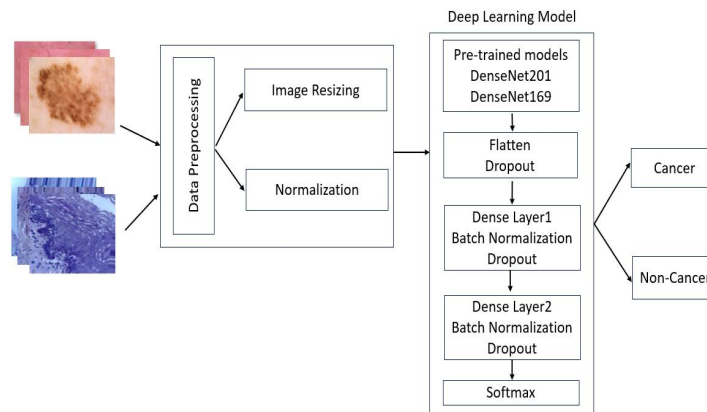 Deep Learning Model
Data Preprocessing
Image Resizing
Normalization
Pre-trained models
DenseNet201
DenseNet169
Flatten
Dropout
Dense Layer1
Batch Normalization
Dropout
Dense Layer2
Batch Normalization
Dropout
Softmax
Cancer
Non-Cancer